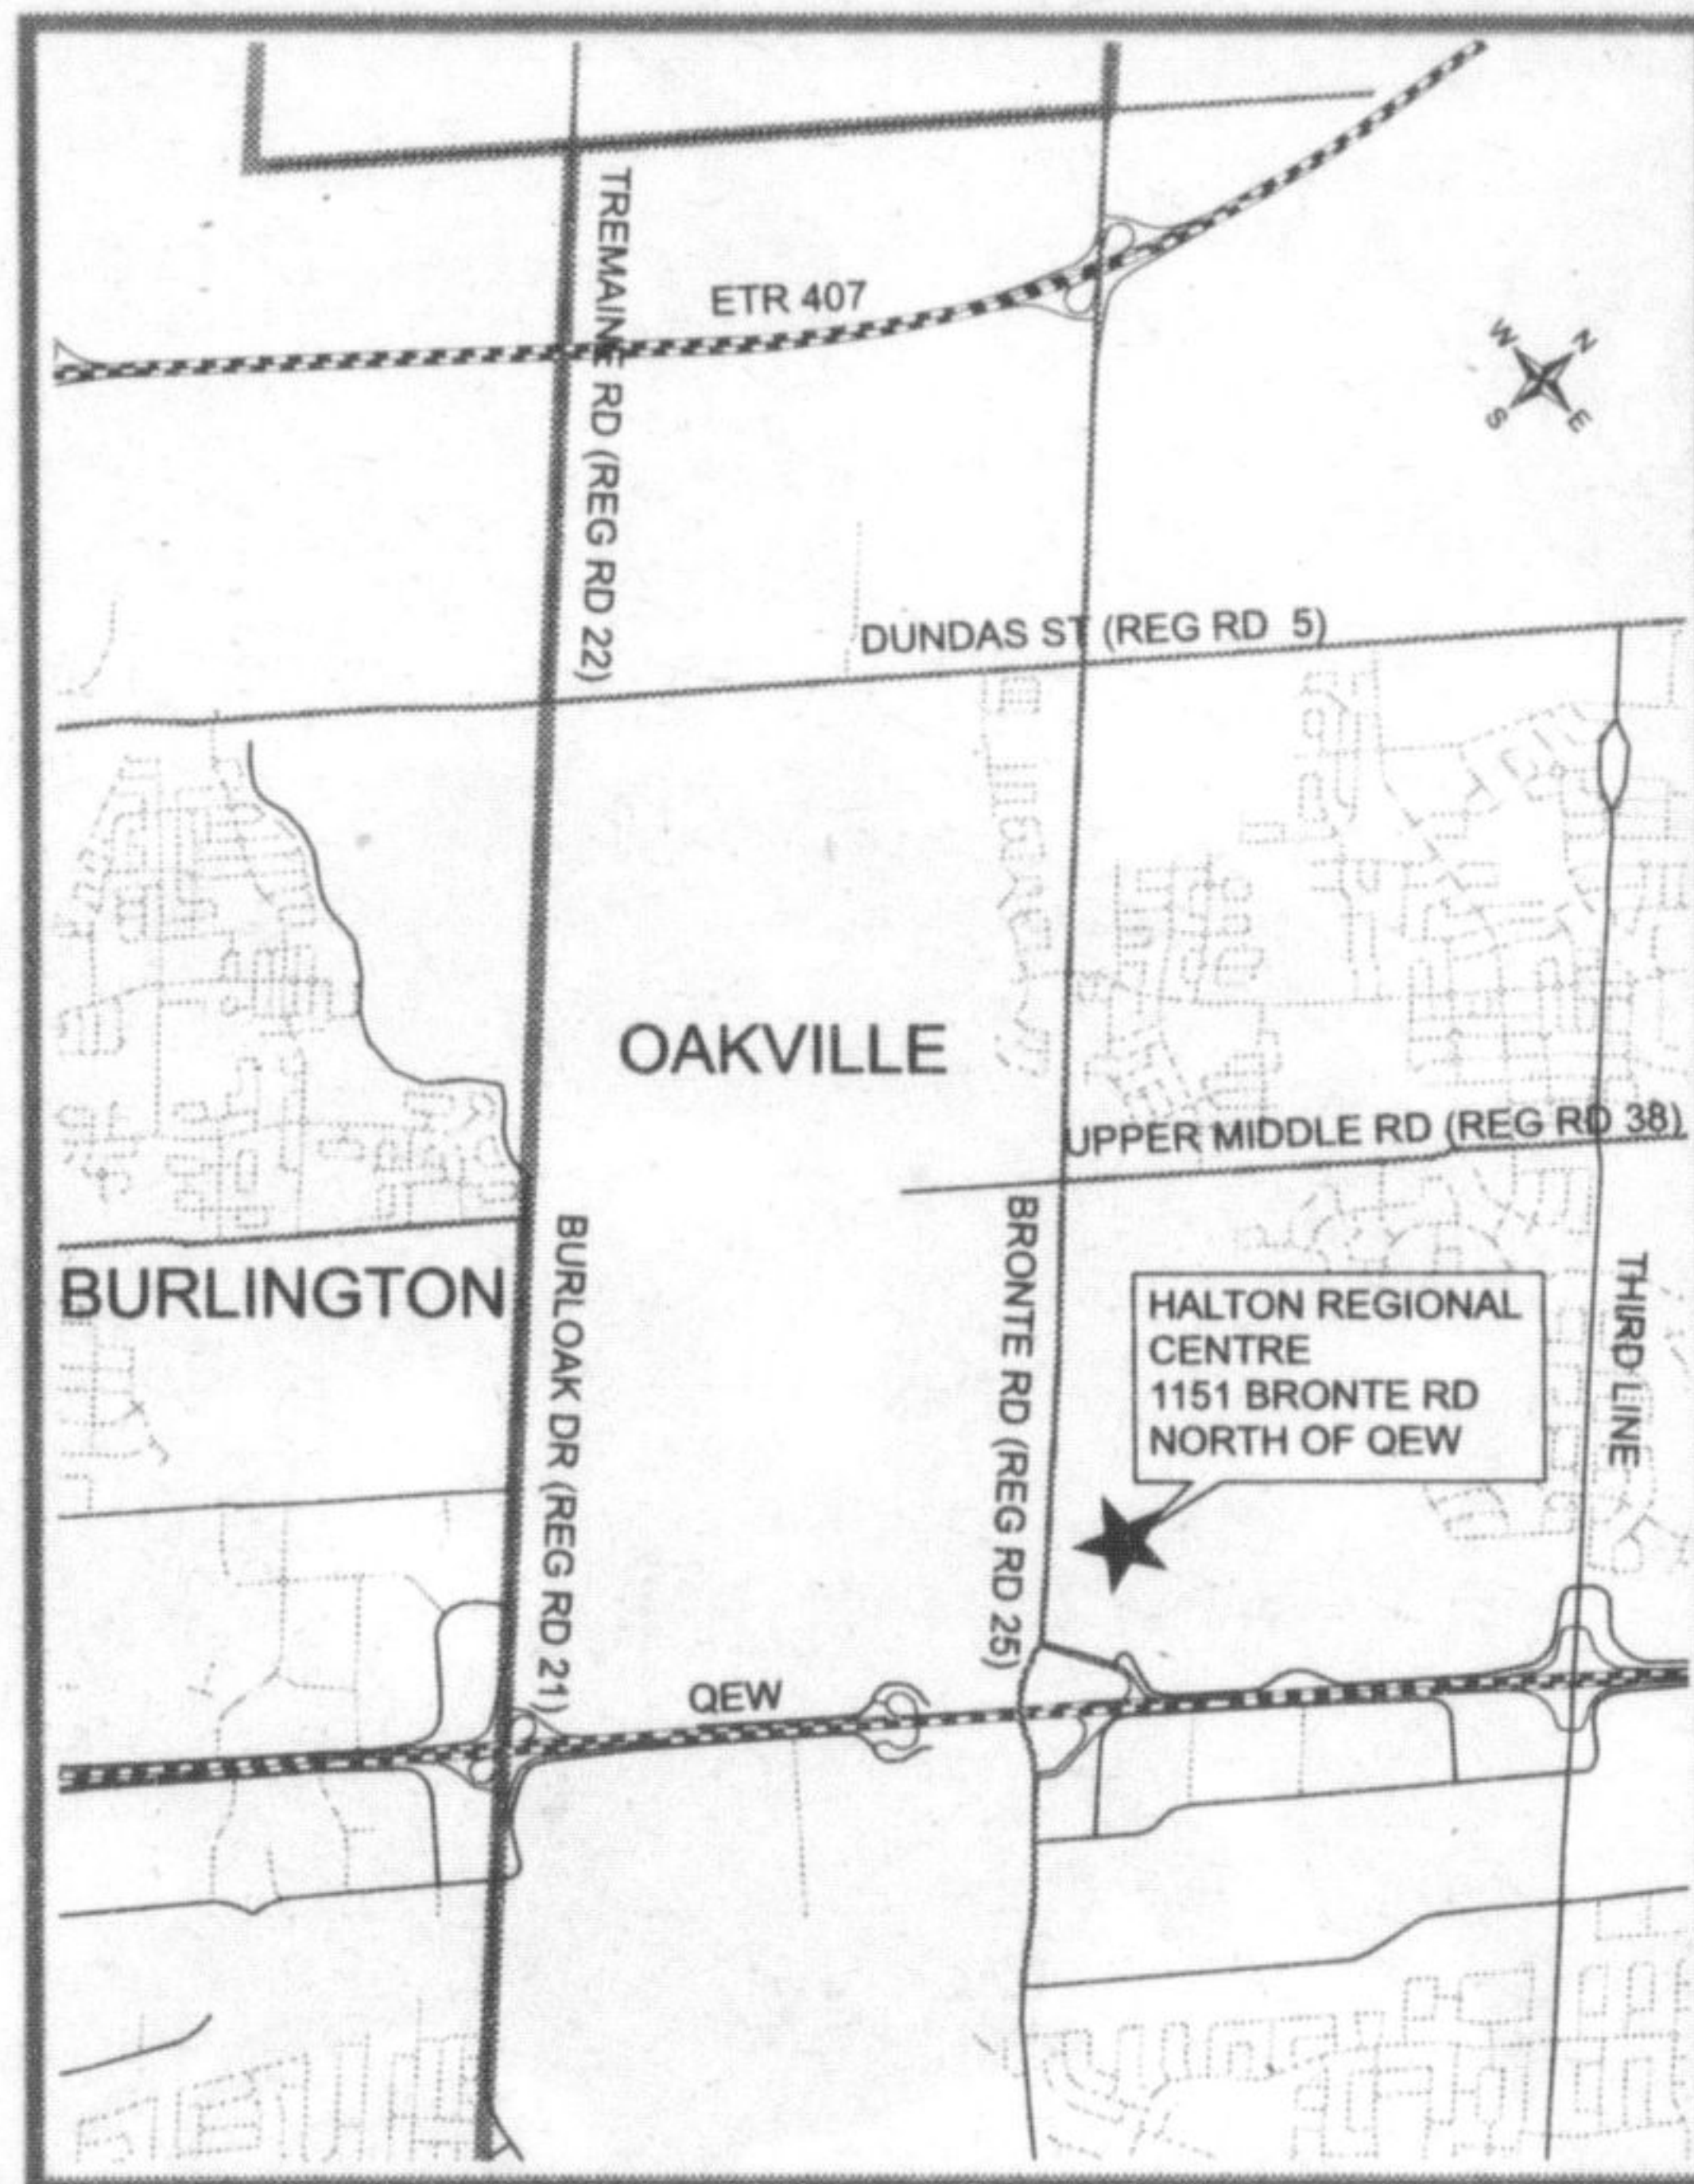 TREMAINE RD (REG RD 22)
ETR 407
W N
S E
DUNDAS ST (REG RD 5)
OAKVILLE
UPPER MIDDLE RD (REG RD 38)
BURLINGTON
BURLOAK DR (REG RD 21)
BRONTE RD (REG RD 25)
HALTON REGIONAL
CENTRE
1151 BRONTE RD
NORTH OF QEW
THIRD LINE
QEW